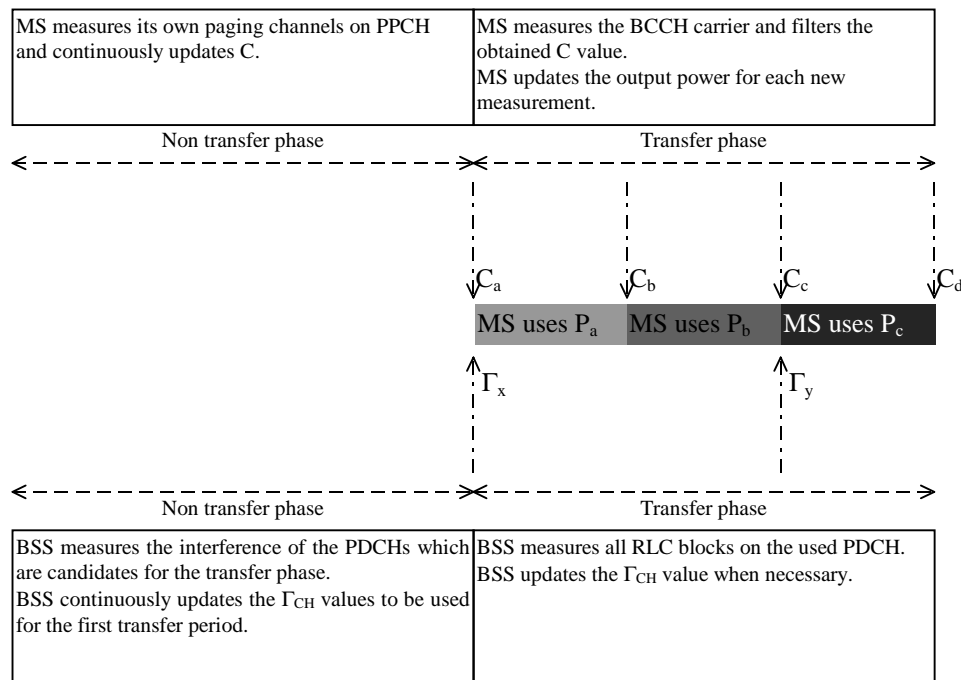 MS measures its own paging channels on PPCH
and continuously updates C.
MS measures the BCCH carrier and filters the
obtained C value.
MS updates the output power for each new
measurement.
Non transfer phase
Transfer phase
Ca
Cb
Cc
Cd
MS uses Pa
MS uses Pb
MS uses Pc
Γx
Γy
Non transfer phase
Transfer phase
BSS measures the interference of the PDCHs which
are candidates for the transfer phase.
BSS continuously updates the ΓCH values to be used
for the first transfer period.
BSS measures all RLC blocks on the used PDCH.
BSS updates the ΓCH value when necessary.